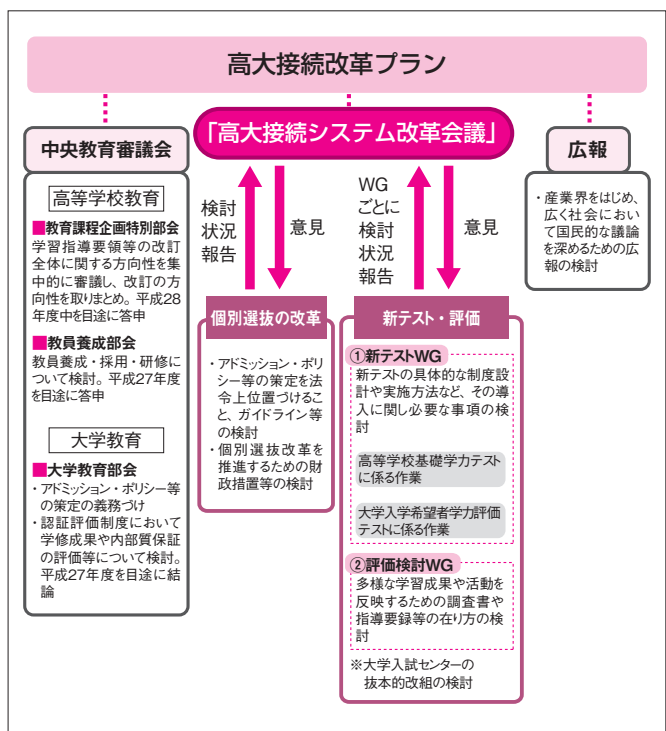 高大接続改革プラン
中央教育審議会
「高大接続システム改革会議」
広報
高等学校教育
■教育課程企画特別部会
学習指導要領等の改訂
全体に関する方向性を集
中的に審議し、改訂の方
向性を取りまとめ。平成28
年度中を目途に答申
■教員養成部会
教員養成・採用・研修に
ついて検討。平成27年度
を目途に答申
大学教育
■大学教育部会
・アドミッション・ポリシー等
の策定の義務づけ
・認証評価制度において
学修成果や内部質保証
の評価等について検討。
平成27年度を目途に結
論
検討
状況
報告
意見
WG
ごとに
検討
状況
報告
意見
・産業界をはじめ、
広く社会におい
て国民的な議論
を深めるための広
報の検討
個別選抜の改革
・アドミッション・ポリ
シー等の策定を法
令上位置づけるこ
と、ガイドライン等
の検討
・個別選抜改革を
推進するための財
政措置等の検討
新テスト・評価
①新テストWG
新テストの具体的な制度設
計や実施方法など、その導
入に関し必要な事項の検
討
高等学校基礎学力テスト
に係る作業
大学入学希望者学力評価
テストに係る作業
②評価検討WG
多様な学習成果や活動を
反映するための調査書や
指導要録等の在り方の検
討
※大学入試センターの
抜本的改組の検討